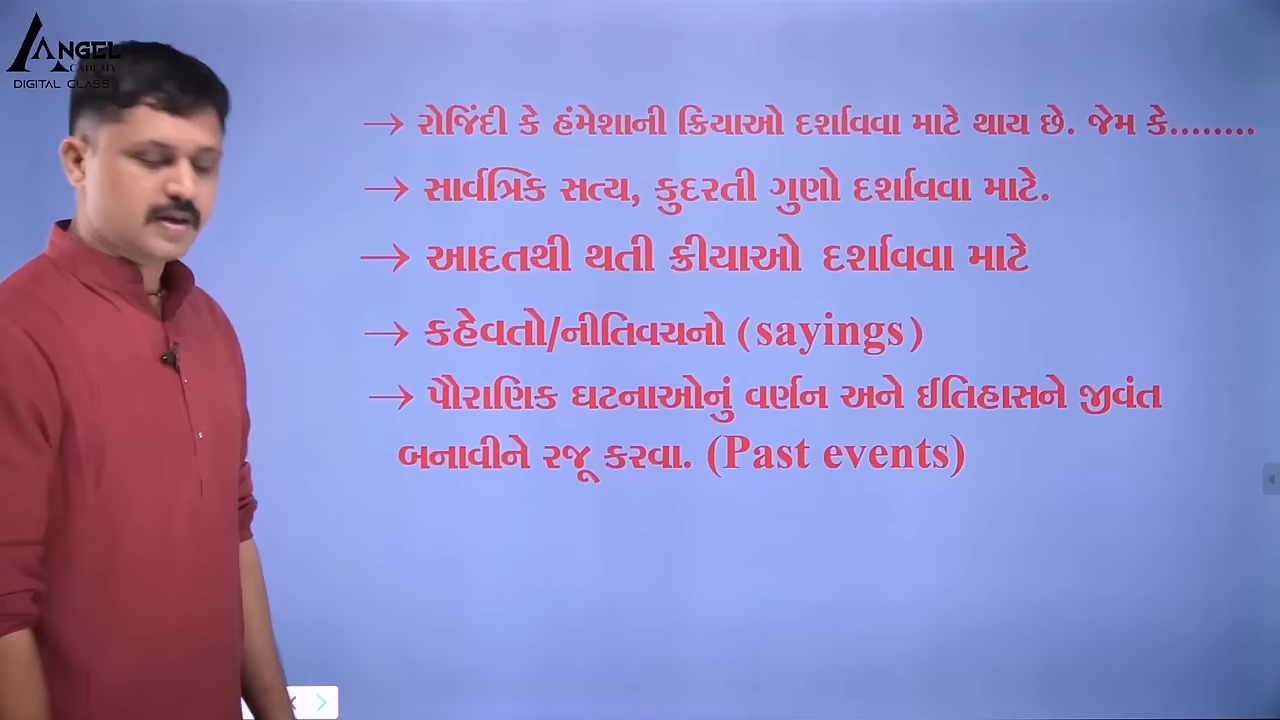 ANGEL
ACADEMY
DIGITAL CLASS
→ રોજિંદી કે હંમેશાની ક્રિયાઓ દર્શાવવા માટે થાય છે. જેમ કે........
→ સાર્વત્રિક સત્ય, કુદરતી ગુણો દર્શાવવા માટે.
→ આદતથી થતી ક્રીયાઓ દર્શાવવા માટે
→ કહેવતો/નીતિવચનો (sayings)
→ પૌરાણિક ઘટનાઓનું વર્ણન અને ઈતિહાસને જીવંત
બનાવીને રજૂ કરવા. (Past events)